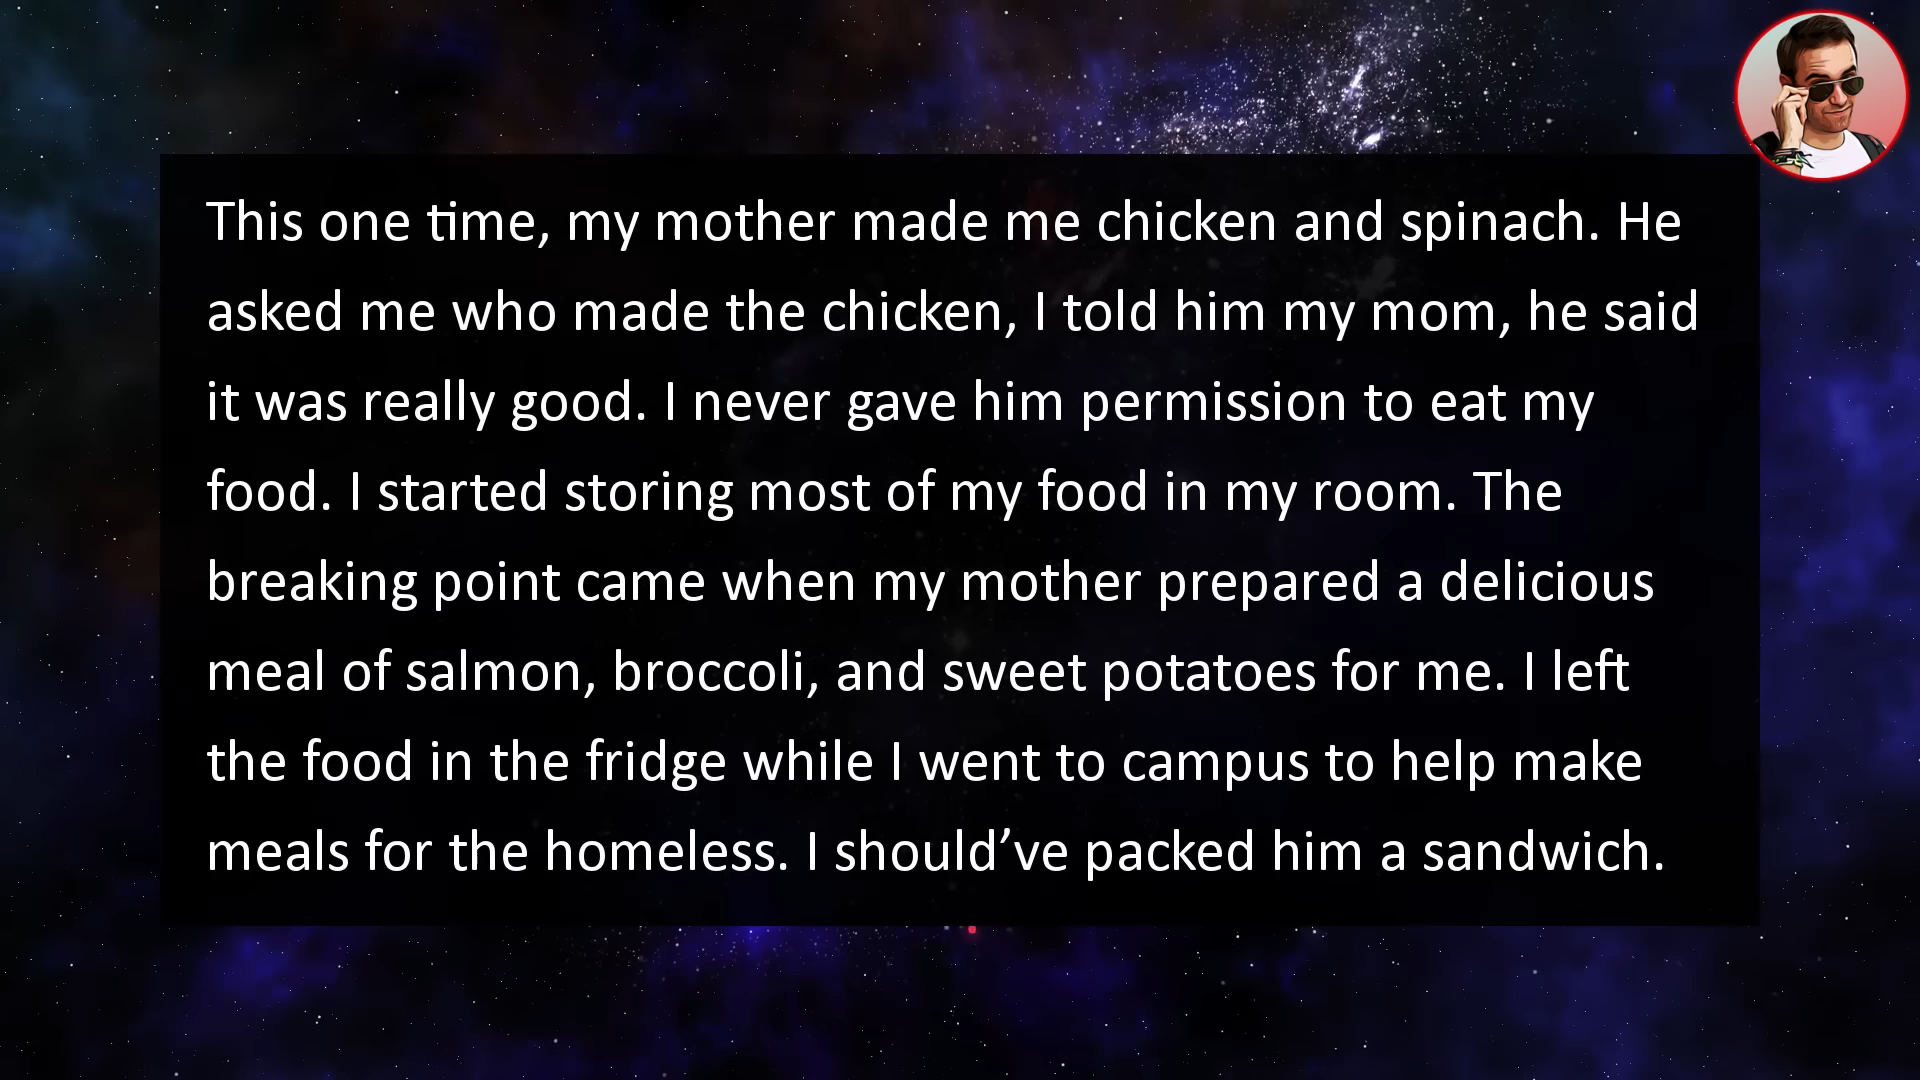 This one time, my mother made me chicken and spinach. He
asked me who made the chicken, I told him my mom, he said
it was really good. I never gave him permission to eat my
food. I started storing most of my food in my room. The
breaking point came when my mother prepared a delicious
meal of salmon, broccoli, and sweet potatoes for me. I left
the food in the fridge while I went to campus to help make
meals for the homeless. I should’ve packed him a sandwich.